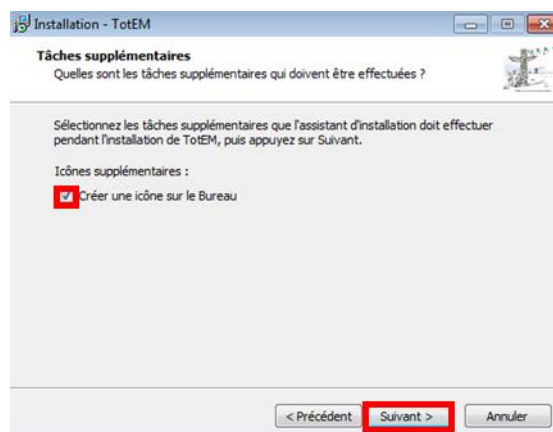 Installation - TotEM
Tâches supplémentaires
Quelles sont les tâches supplémentaires qui doivent être effectuées ?
Sélectionnez les tâches supplémentaires que l'assistant d'installation doit effectuer
pendant l'installation de TotEM, puis appuyez sur Suivant.
Icônes supplémentaires :
Créer une icône sur le Bureau
< Précédent Suivant > Annuler